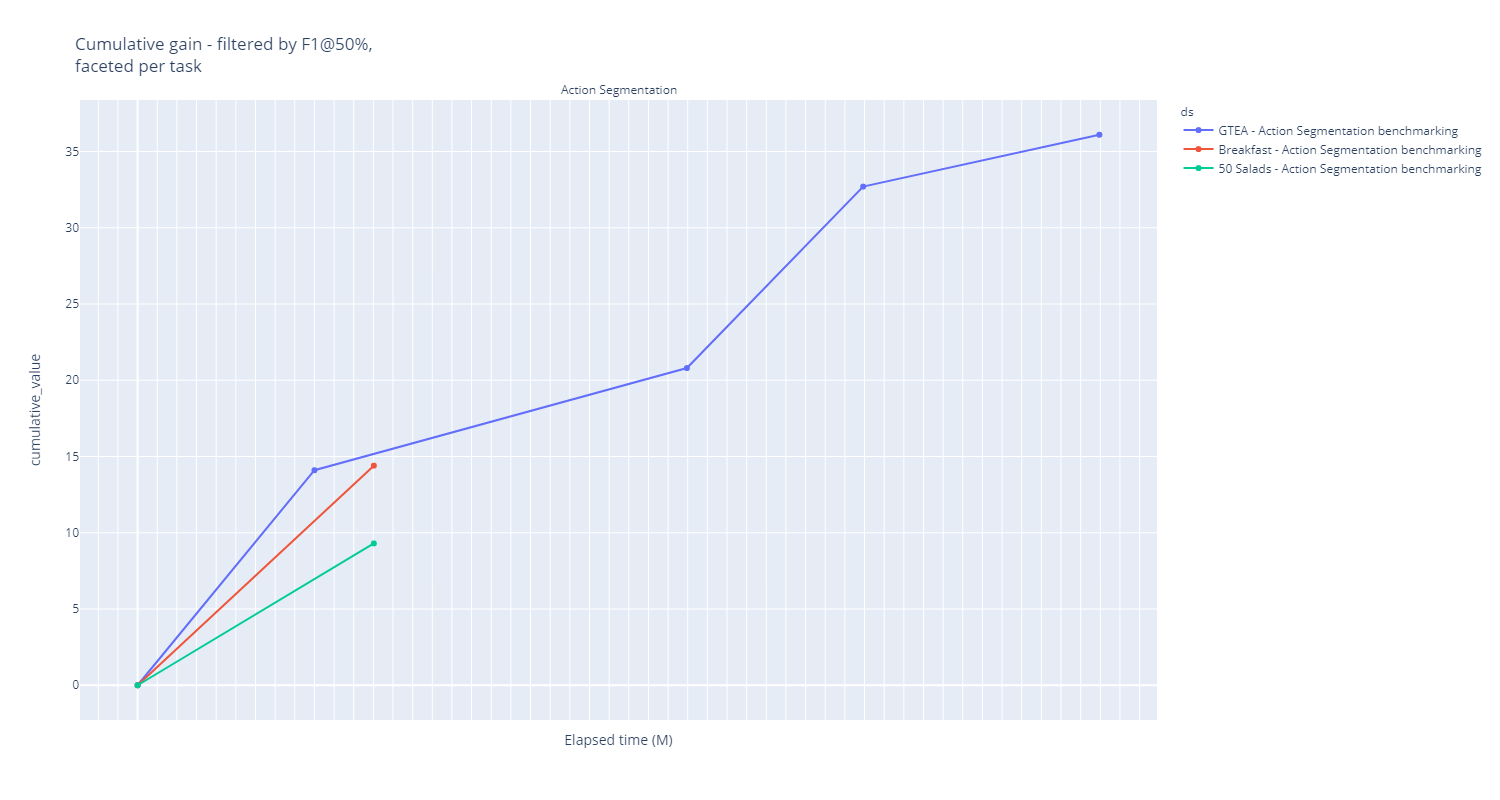 Cumulative gain - filtered by F1@50%,
faceted per task
Action Segmentation
ds
GTEA - Action Segmentation benchmarking
Breakfast - Action Segmentation benchmarking
50 Salads - Action Segmentation benchmarking
35
30
25
20
15
10
5
0
cumulative_value
Elapsed time (M)